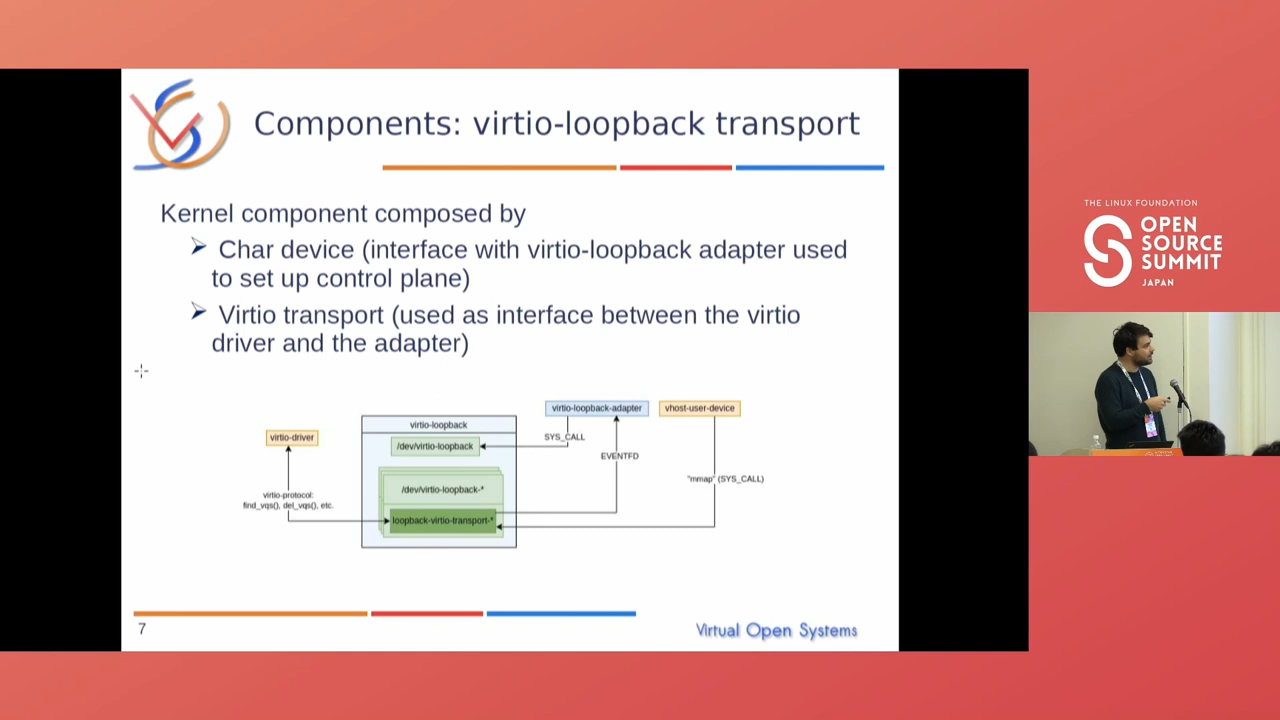 Components: virtio-loopback transport
Kernel component composed by
Char device (interface with virtio-loopback adapter used
to set up control plane)
Virtio transport (used as interface between the virtio
driver and the adapter)
virtio-loopback-adapter
vhost-user-device
virtio-loopback
virtio-driver
/dev/virtio-loopback
SYS_CALL
EVENTFD
"mmap" (SYS_CALL)
/dev/virtio-loopback-*
virtio-protocol:
find_vqs(), del_vqs(), etc.
loopback-virtio-transport-*
7
Virtual Open Systems
THE LINUX FOUNDATION
OPEN
SOURCE
SUMMIT
JAPAN